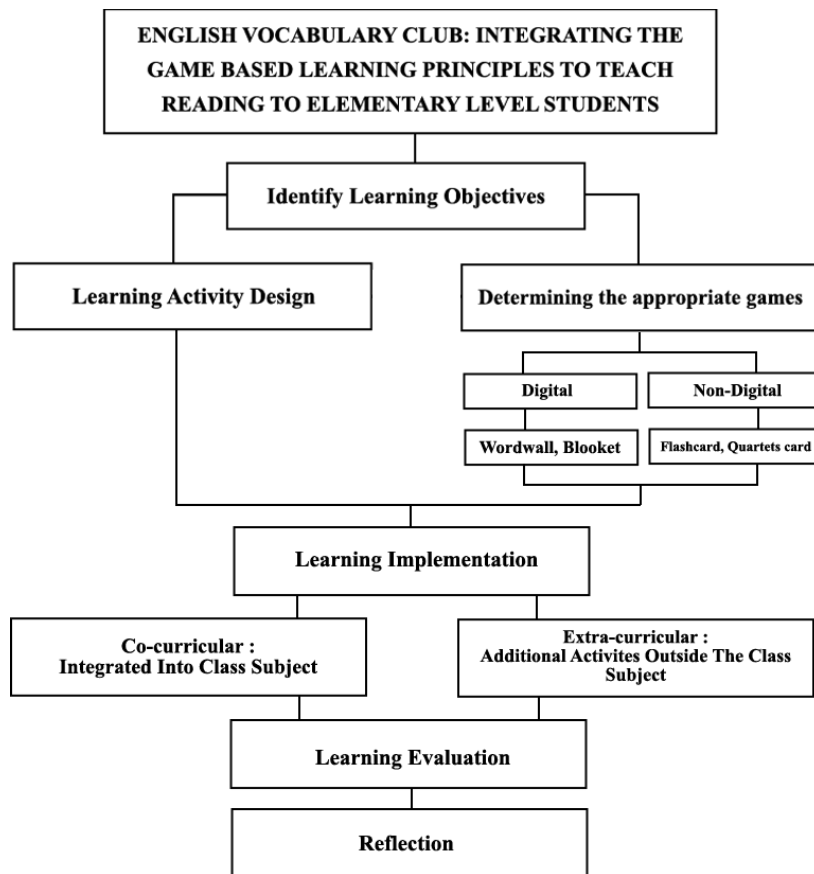 ENGLISH VOCABULARY CLUB: INTEGRATING THE
GAME BASED LEARNING PRINCIPLES TO TEACH
READING TO ELEMENTARY LEVEL STUDENTS
Identify Learning Objectives
Learning Activity Design
Determining the appropriate games
Digital
Non-Digital
Wordwall, Blooket
Flashcard, Quartets card
Learning Implementation
Co-curricular :
Integrated Into Class Subject
Extra-curricular :
Additional Activites Outside The Class
Subject
Learning Evaluation
Reflection